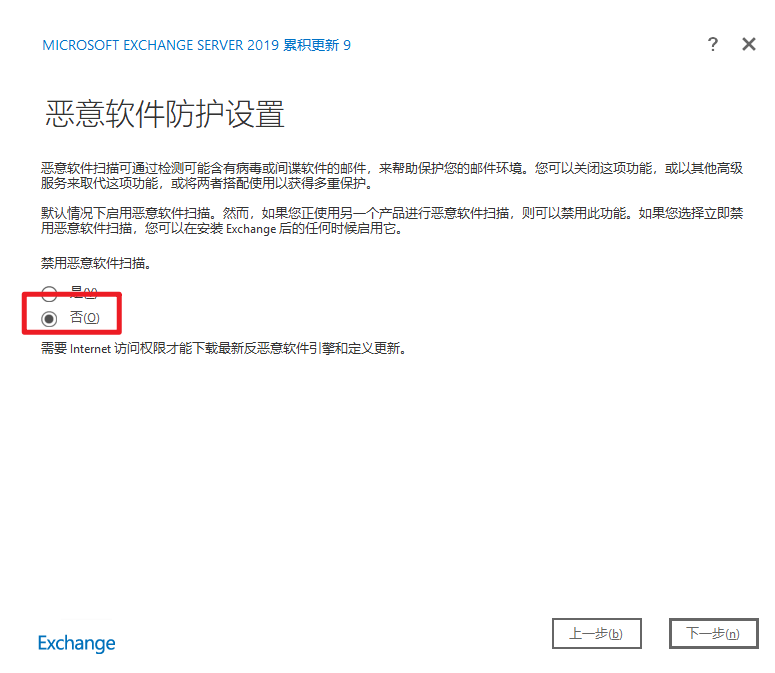 MICROSOFT EXCHANGE SERVER 2019 累积更新 9
?
恶意软件防护设置
恶意软件扫描可通过检测可能含有病毒或间谍软件的邮件，来帮助保护您的邮件环境。您可以关闭这项功能，或以其他高级
服务来取代这项功能，或将两者搭配使用以获得多重保护。
默认情况下启用恶意软件扫描。然而，如果您正使用另一个产品进行恶意软件扫描，则可以禁用此功能。如果您选择立即禁
用恶意软件扫描，您可以在安装 Exchange 后的任何时候启用它。
禁用恶意软件扫描。
是(Y)
否(O)
需要 Internet 访问权限才能下载最新反恶意软件引擎和定义更新。
Exchange
上一步(b)
下一步(n)